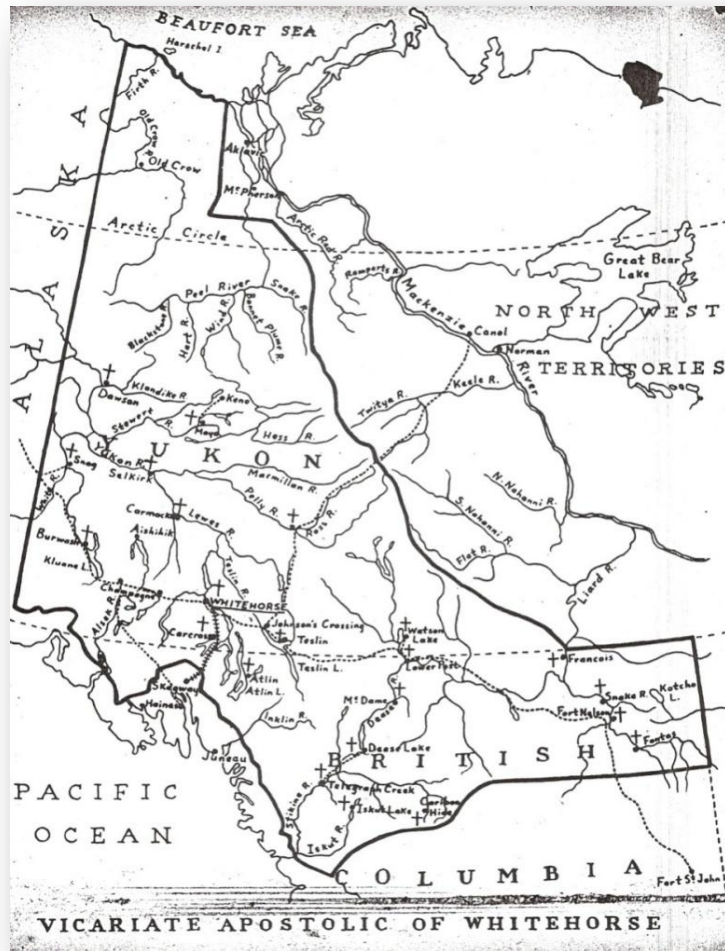 BEAUFORT SEA
Herschel I.
Firth R.
Old Crow R.
Old Crow
Aklavik
McPherson
ALASKA
Arctic Circle
Arctic Red R.
Ramparts R.
Great Bear
Lake
Mackenzie
River
Canol
Norman
NORTH WEST
TERRITORIES
Peel River
Snake R.
Blackstone R.
Hart R.
Wind R.
Bonnet Plume R.
Keele R.
Twitya R.
Dawson
Klondike R.
Keno
Stewert R.
Mayo
Hess R.
YUKON
Snag
Yukon R.
Selkirk
Macmillan R.
Pelly R.
Ross R.
N. Nahanni R.
S. Nahanni R.
Flat R.
Liard R.
Carmacks
Lewes R.
Aishihik
Burwash
Kluane L.
Teslin R.
Champagne
WHITEHORSE
Alsek R.
Johnson's Crossing
Carcross
Teslin
Teslin L.
Watson
Lake
Lower Post
Francois
Atlin
Atlin L.
Skagway
Haines
McDame
Dease
Snake R.
Kotcho
L.
Fort Nelson
Fontas
Inklin R.
Juneau
Dease Lake
BRITISH
Telegraph Creek
Stikine R.
Iskut Lake
Caribou
Hide
Iskut R.
PACIFIC
OCEAN
COLUMBIA
Fort St. John
VICARIATE APOSTOLIC OF WHITEHORSE